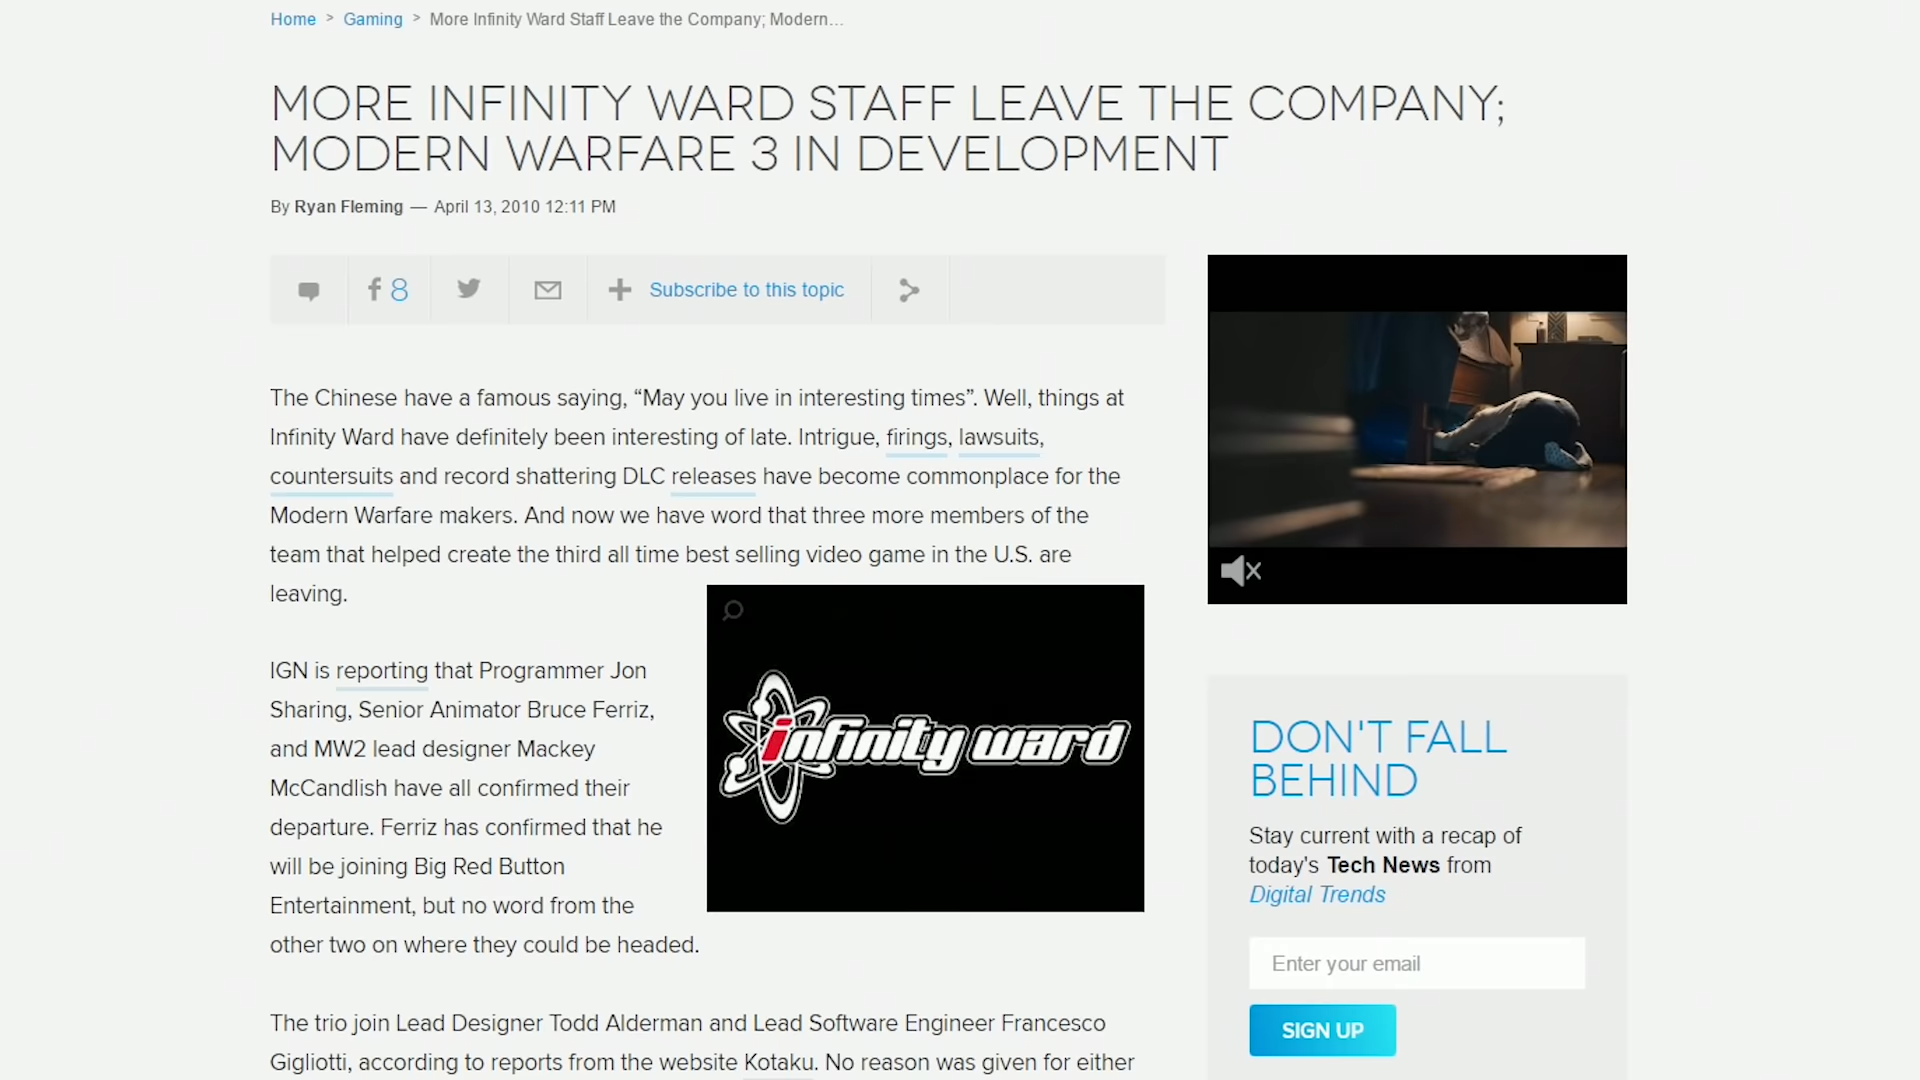 Home > Gaming > More Infinity Ward Staff Leave the Company; Modern...
MORE INFINITY WARD STAFF LEAVE THE COMPANY;
MODERN WARFARE 3 IN DEVELOPMENT
By Ryan Fleming — April 13, 2010 12:11 PM
8
Subscribe to this topic
The Chinese have a famous saying, “May you live in interesting times”. Well, things at
Infinity Ward have definitely been interesting of late. Intrigue, firings, lawsuits,
countersuits and record shattering DLC releases have become commonplace for the
Modern Warfare makers. And now we have word that three more members of the
team that helped create the third all time best selling video game in the U.S. are
leaving.
IGN is reporting that Programmer Jon
Sharing, Senior Animator Bruce Ferriz,
and MW2 lead designer Mackey
McCandlish have all confirmed their
departure. Ferriz has confirmed that he
will be joining Big Red Button
Entertainment, but no word from the
other two on where they could be headed.
infinity ward
The trio join Lead Designer Todd Alderman and Lead Software Engineer Francesco
Gigliotti, according to reports from the website Kotaku. No reason was given for either
DON'T FALL
BEHIND
Stay current with a recap of
today's Tech News from
Digital Trends
Enter your email
SIGN UP